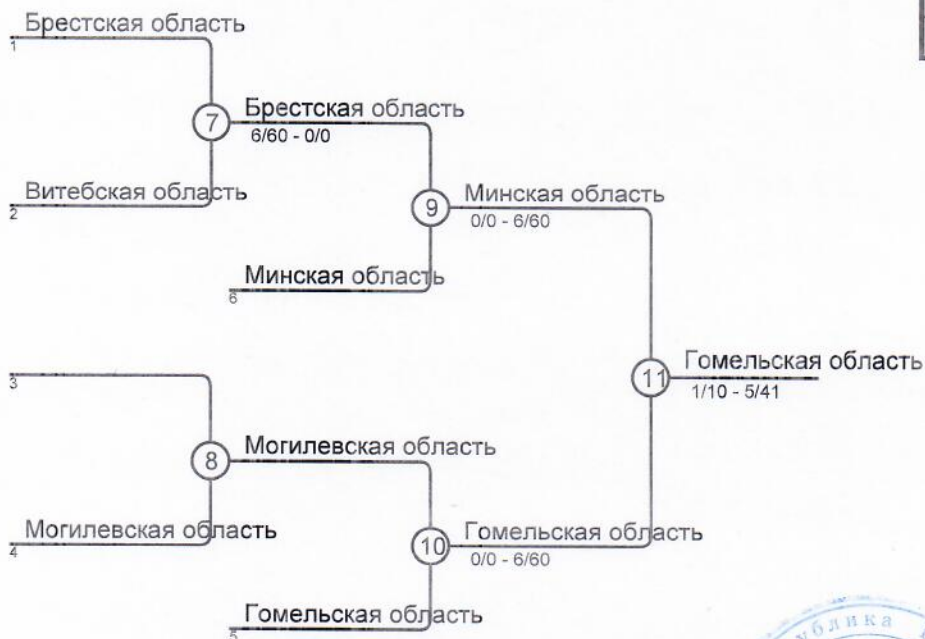 Брестская область
1
7
Брестская область
6/60 - 0/0
Витебская область
2
9
Минская область
0/0 - 6/60
Минская область
6
3
11
Гомельская область
1/10 - 5/41
8
Могилевская область
Могилевская область
4
10
Гомельская область
0/0 - 6/60
Гомельская область
5
ублика